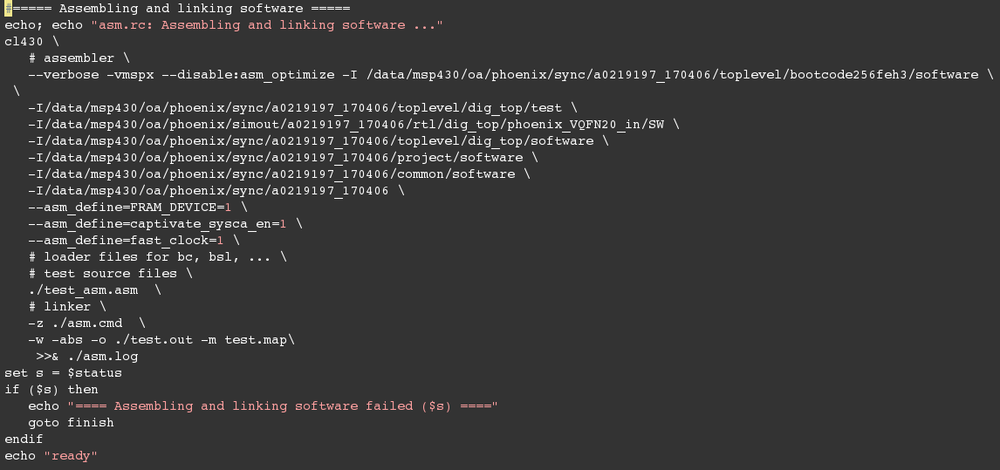 #===== Assembling and linking software =====
echo; echo "asm.rc: Assembling and linking software ..."
cl430 \
   # assembler \
   --verbose -vmspx --disable:asm_optimize -I /data/msp430/oa/phoenix/sync/a0219197_170406/toplevel/bootcode256feh3/software \
 \
   -I/data/msp430/oa/phoenix/sync/a0219197_170406/toplevel/dig_top/test \
   -I/data/msp430/oa/phoenix/simout/a0219197_170406/rtl/dig_top/phoenix_VQFN20_in/SW \
   -I/data/msp430/oa/phoenix/sync/a0219197_170406/toplevel/dig_top/software \
   -I/data/msp430/oa/phoenix/sync/a0219197_170406/project/software \
   -I/data/msp430/oa/phoenix/sync/a0219197_170406/common/software \
   -I/data/msp430/oa/phoenix/sync/a0219197_170406 \
   --asm_define=FRAM_DEVICE=1 \
   --asm_define=captivate_sysca_en=1 \
   --asm_define=fast_clock=1 \
   # loader files for bc, bsl, ... \
   # test source files \
   ./test_asm.asm  \
   # linker \
   -z ./asm.cmd  \
   -w -abs -o ./test.out -m test.map\
    >>& ./asm.log
set s = $status
if ($s) then
   echo "==== Assembling and linking software failed ($s) ===="
   goto finish
endif
echo "ready"